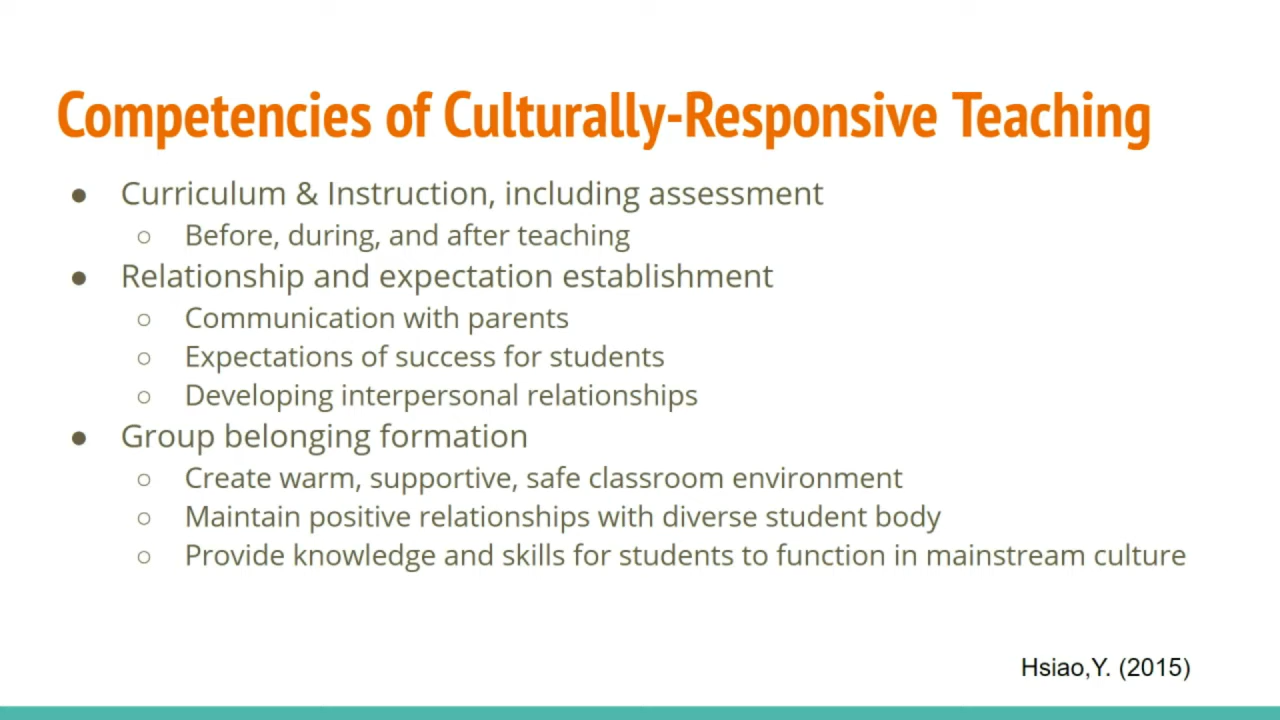 Competencies of Culturally-Responsive Teaching
● Curriculum & Instruction, including assessment
○ Before, during, and after teaching
● Relationship and expectation establishment
○ Communication with parents
○ Expectations of success for students
○ Developing interpersonal relationships
● Group belonging formation
○ Create warm, supportive, safe classroom environment
○ Maintain positive relationships with diverse student body
○ Provide knowledge and skills for students to function in mainstream culture
Hsiao,Y. (2015)